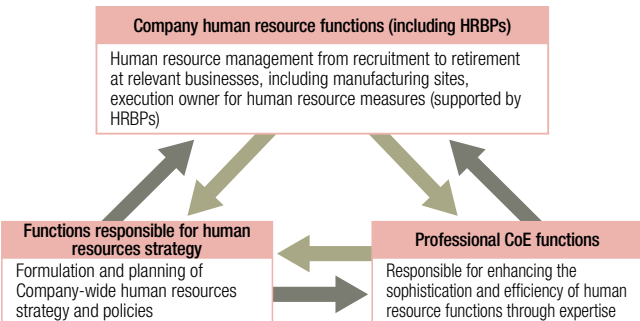 Company human resource functions (including HRBPs)
Human resource management from recruitment to retirement
at relevant businesses, including manufacturing sites,
execution owner for human resource measures (supported by
HRBPs)
Functions responsible for human
resources strategy
Formulation and planning of
Company-wide human resources
strategy and policies
Professional CoE functions
Responsible for enhancing the
sophistication and efficiency of human
resource functions through expertise